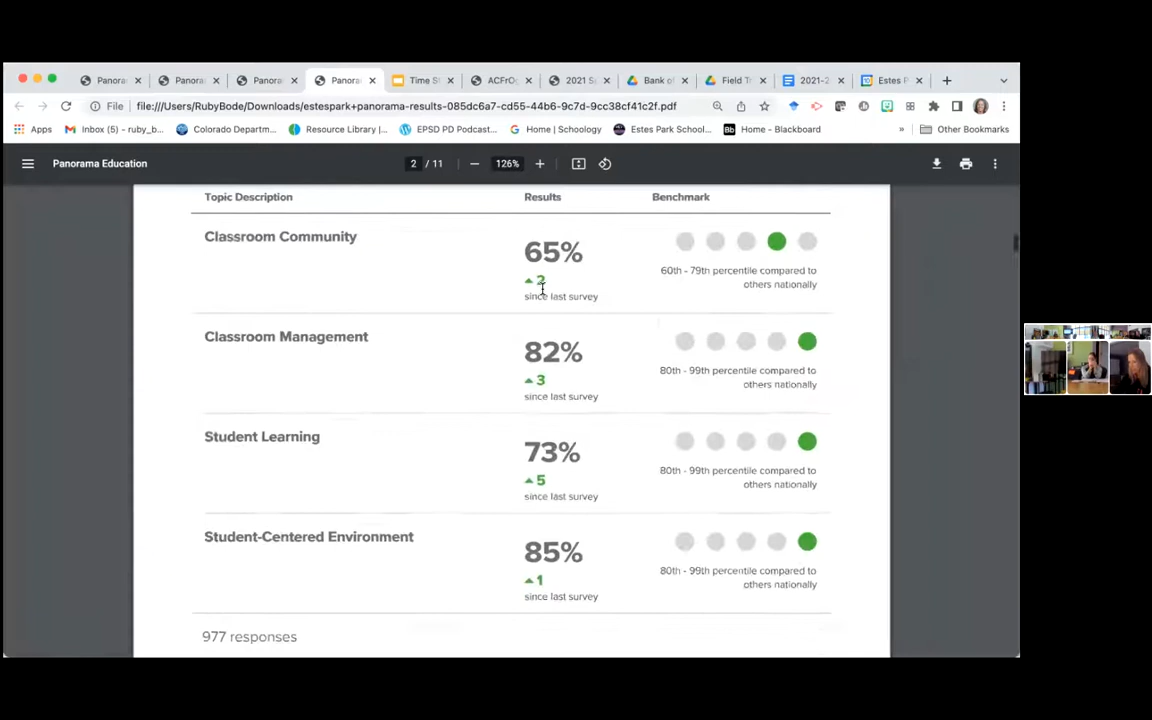 Panora
Panora
Panora
Panora
Time S
ACFrO
2021 S
Bank o
Field Tr
2021-2
Estes P
File
file:///Users/RubyBode/Downloads/estespark+panorama-results-085dc6a7-cd55-44b6-9c7d-9cc38cf41c2f.pdf
Apps
Inbox (5) - ruby_b...
Colorado Departm...
Resource Library |...
EPSD PD Podcast...
Home | Schoology
Estes Park School...
Bb Home - Blackboard
»
Other Bookmarks
Panorama Education
2 / 11
126%
Topic Description Results Benchmark
Classroom Community
65%
2
since last survey
60th - 79th percentile compared to
others nationally
Classroom Management
82%
3
since last survey
80th - 99th percentile compared to
others nationally
Student Learning
73%
5
since last survey
80th - 99th percentile compared to
others nationally
Student-Centered Environment
85%
1
since last survey
80th - 99th percentile compared to
others nationally
977 responses